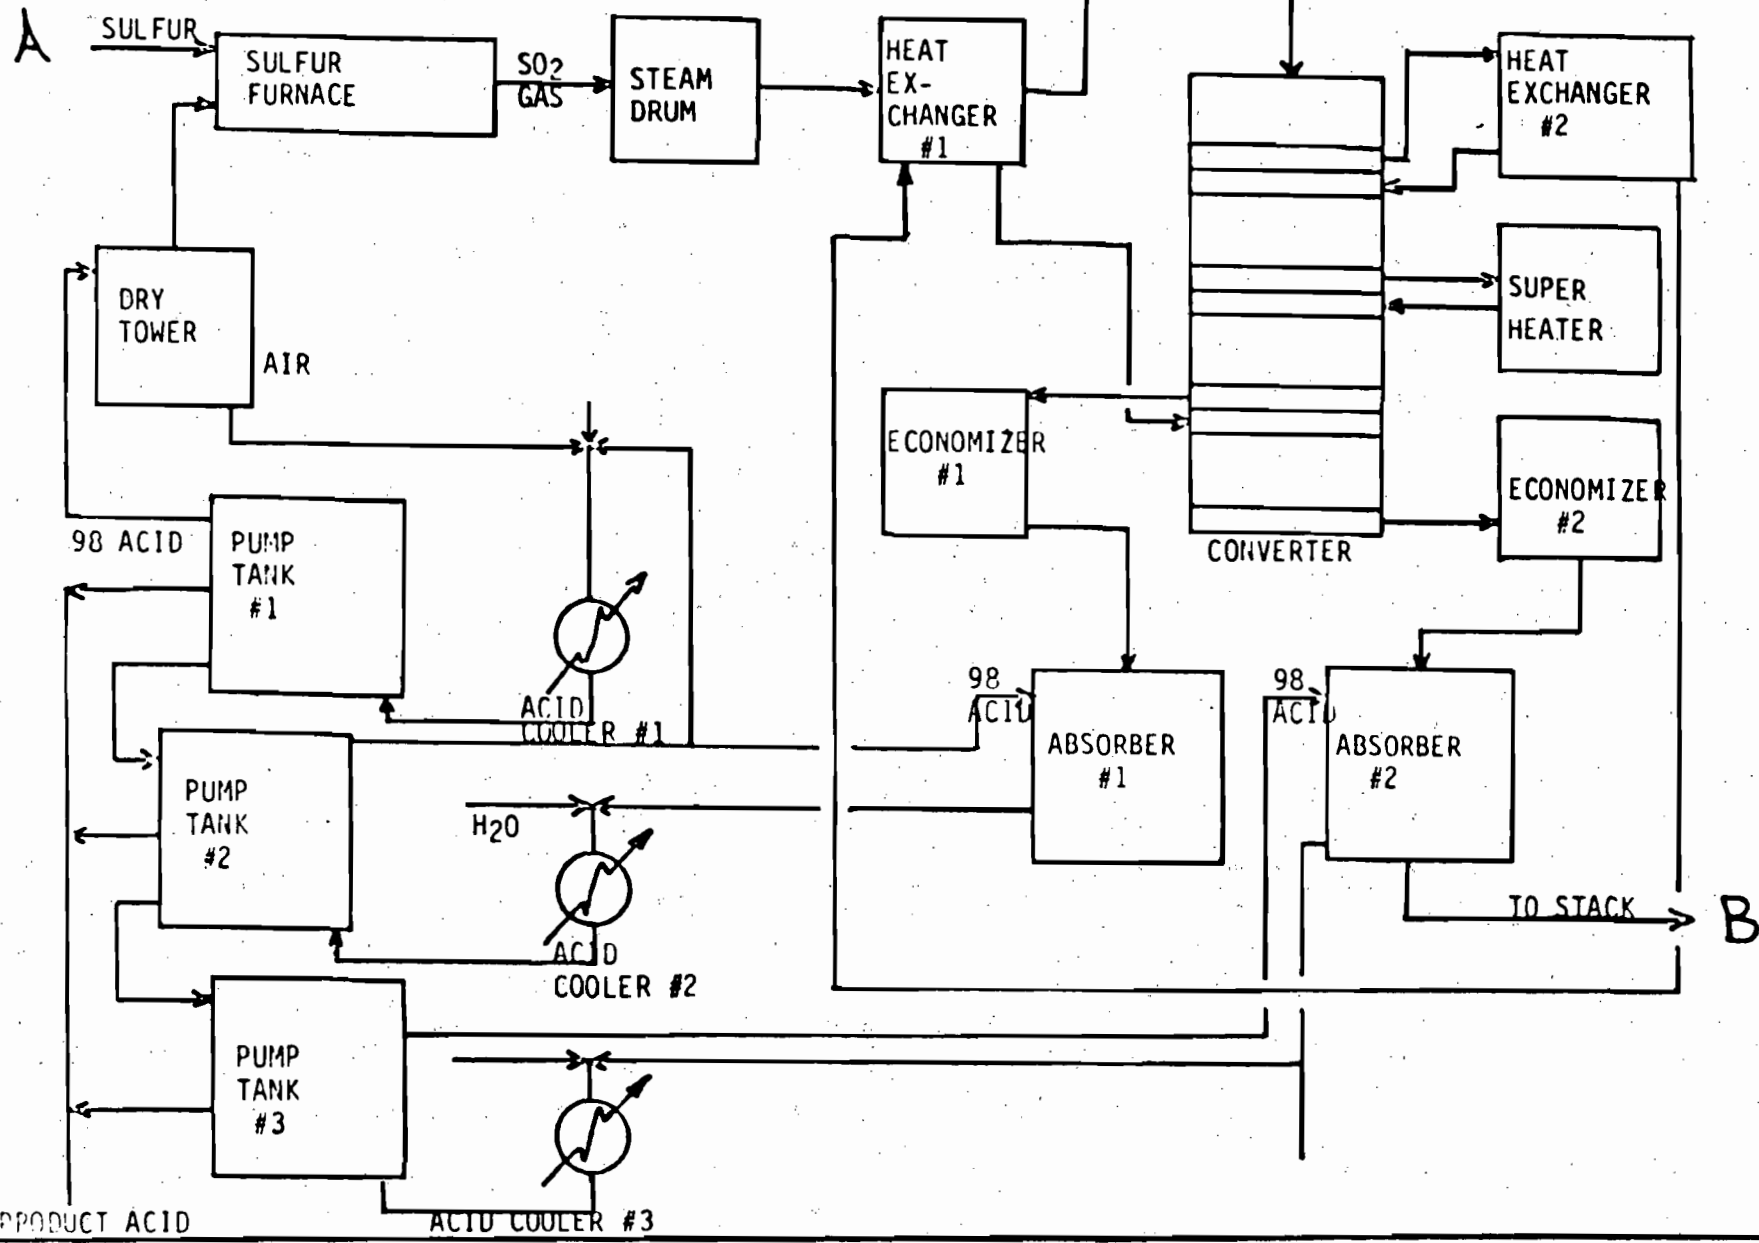 A
SULFUR
SULFUR
FURNACE
SO2
GAS
STEAM
DRUM
HEAT
EX-
CHANGER
#1
HEAT
EXCHANGER
#2
DRY
TOWER
AIR
SUPER
HEATER
ECONOMIZER
#1
ECONOMIZER
#2
CONVERTER
98 ACID
PUMP
TANK
#1
ACID
COOLER #1
98
ACID
ABSORBER
#1
98
ACID
ABSORBER
#2
PUMP
TANK
#2
H2O
ACID
COOLER #2
TO STACK
B
PUMP
TANK
#3
PRODUCT ACID
ACID COOLER #3